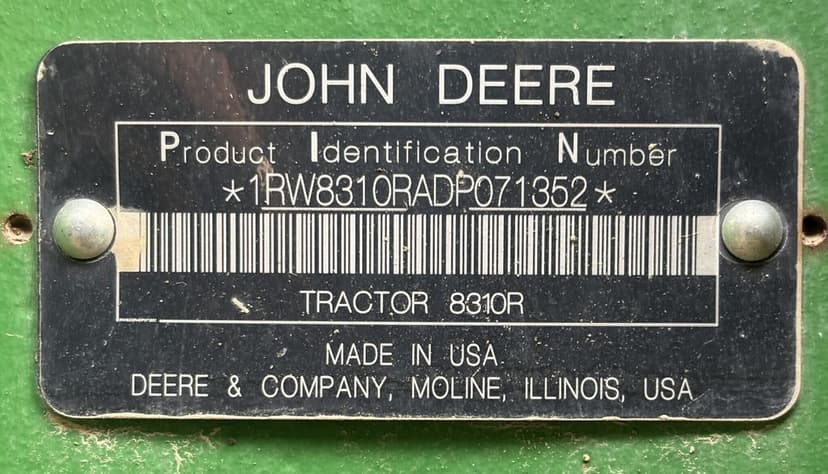 JOHN DEERE
Product Identification Number
*1RW8310RADP071352*
TRACTOR 8310R
MADE IN USA
DEERE & COMPANY, MOLINE, ILLINOIS, USA